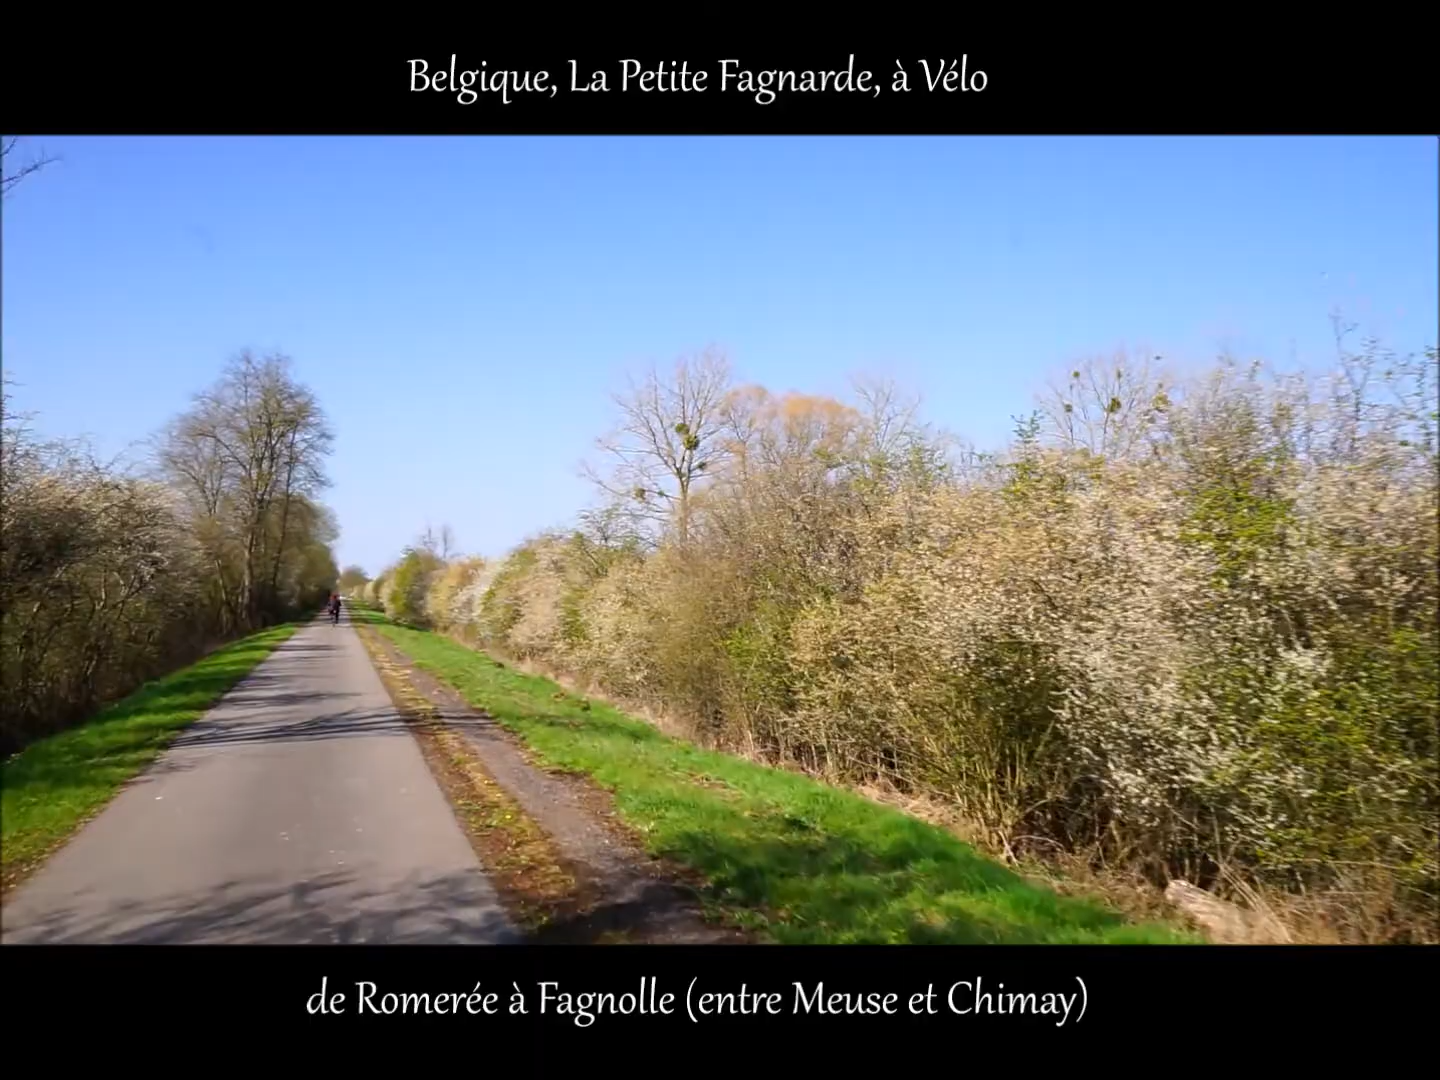 Belgique, La Petite Fagnarde, à Vélo
de Romerée à Fagnolle (entre Meuse et Chimay)